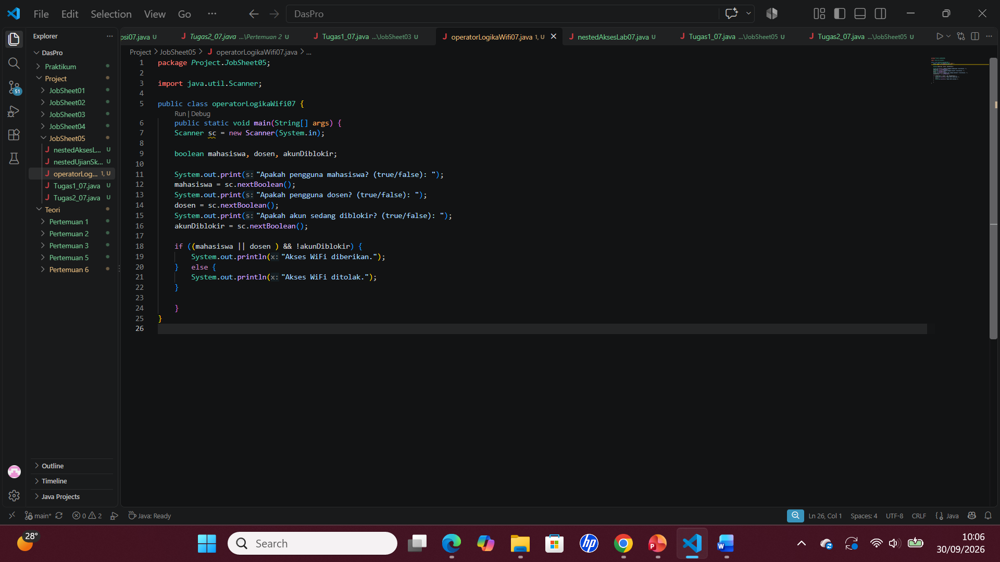 File Edit Selection View Go ... DasPro
Explorer ...
DasPro
Praktikum
Project
JobSheet01
JobSheet02
JobSheet03
JobSheet04
JobSheet05
nestedAksesL... U
nestedUjianSk... U
operatorLog... 1, U
Tugas1_07.java U
Tugas2_07.java U
Teori
Pertemuan 1
Pertemuan 2
Pertemuan 3
Pertemuan 5
Pertemuan 6
Outline
Timeline
Java Projects
51
psi07.java U Tugas2_07.java ...\Pertemuan 2 U Tugas1_07.java ...\JobSheet03 U operatorLogikaWifi07.java 1, U nestedAksesLab07.java U Tugas1_07.java ...\JobSheet05 U Tugas2_07.java ...\JobSheet05 U
Project > JobSheet05 > operatorLogikaWifi07.java > ...
1 package Project.JobSheet05;
2
3 import java.util.Scanner;
4
5 public class operatorLogikaWifi07 {
Run | Debug
6 public static void main(String[] args) {
7 Scanner sc = new Scanner(System.in);
8
9 boolean mahasiswa, dosen, akunDiblokir;
10
11 System.out.print(s: "Apakah pengguna mahasiswa? (true/false): ");
12 mahasiswa = sc.nextBoolean();
13 System.out.print(s: "Apakah pengguna dosen? (true/false): ");
14 dosen = sc.nextBoolean();
15 System.out.print(s: "Apakah akun sedang diblokir? (true/false): ");
16 akunDiblokir = sc.nextBoolean();
17
18 if ((mahasiswa || dosen ) && !akunDiblokir) {
19 System.out.println(x: "Akses WiFi diberikan.");
20 } else {
21 System.out.println(x: "Akses WiFi ditolak.");
22 }
23
24 }
25 }
26
main* 0 2 Java: Ready Ln 26, Col 1 Spaces: 4 UTF-8 CRLF {} Java
28° Search hp P W 10:06
30/09/2026